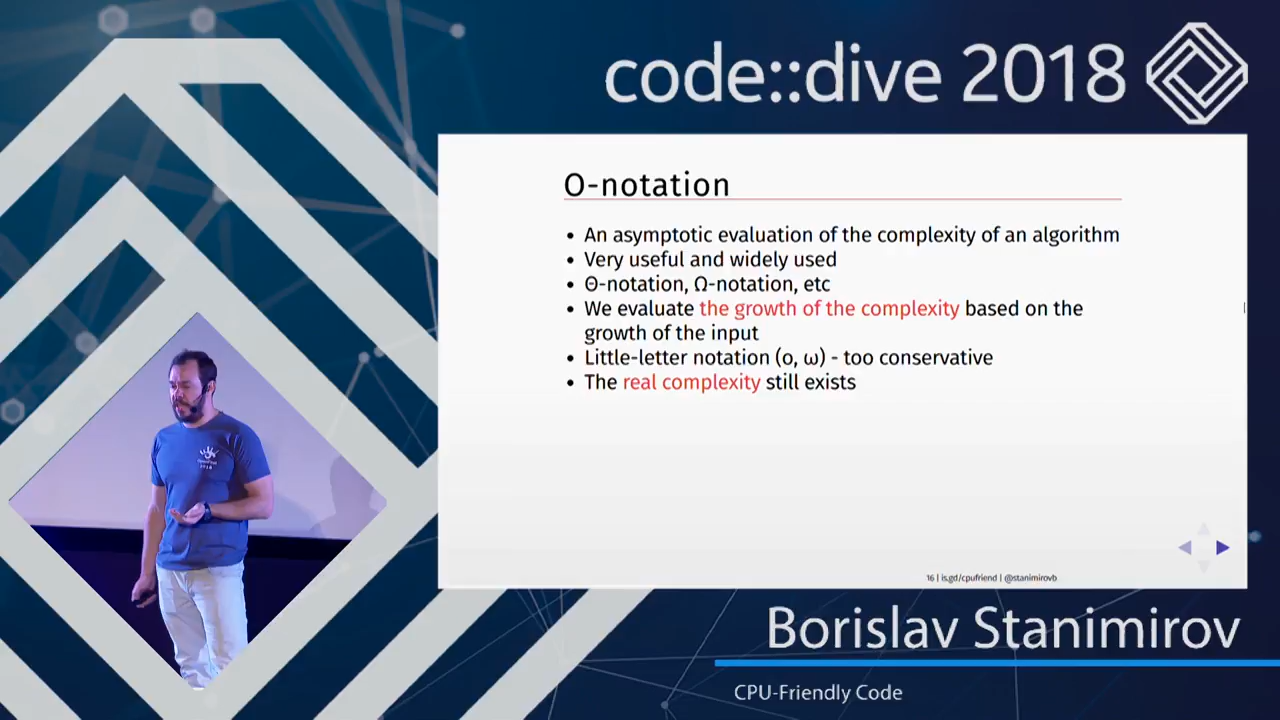 code::dive 2018
O-notation
• An asymptotic evaluation of the complexity of an algorithm
• Very useful and widely used
• Θ-notation, Ω-notation, etc
• We evaluate the growth of the complexity based on the
growth of the input
• Little-letter notation (o, ω) - too conservative
• The real complexity still exists
16 | is.gd/cpufriend | @stanimirovb
Borislav Stanimirov
CPU-Friendly Code